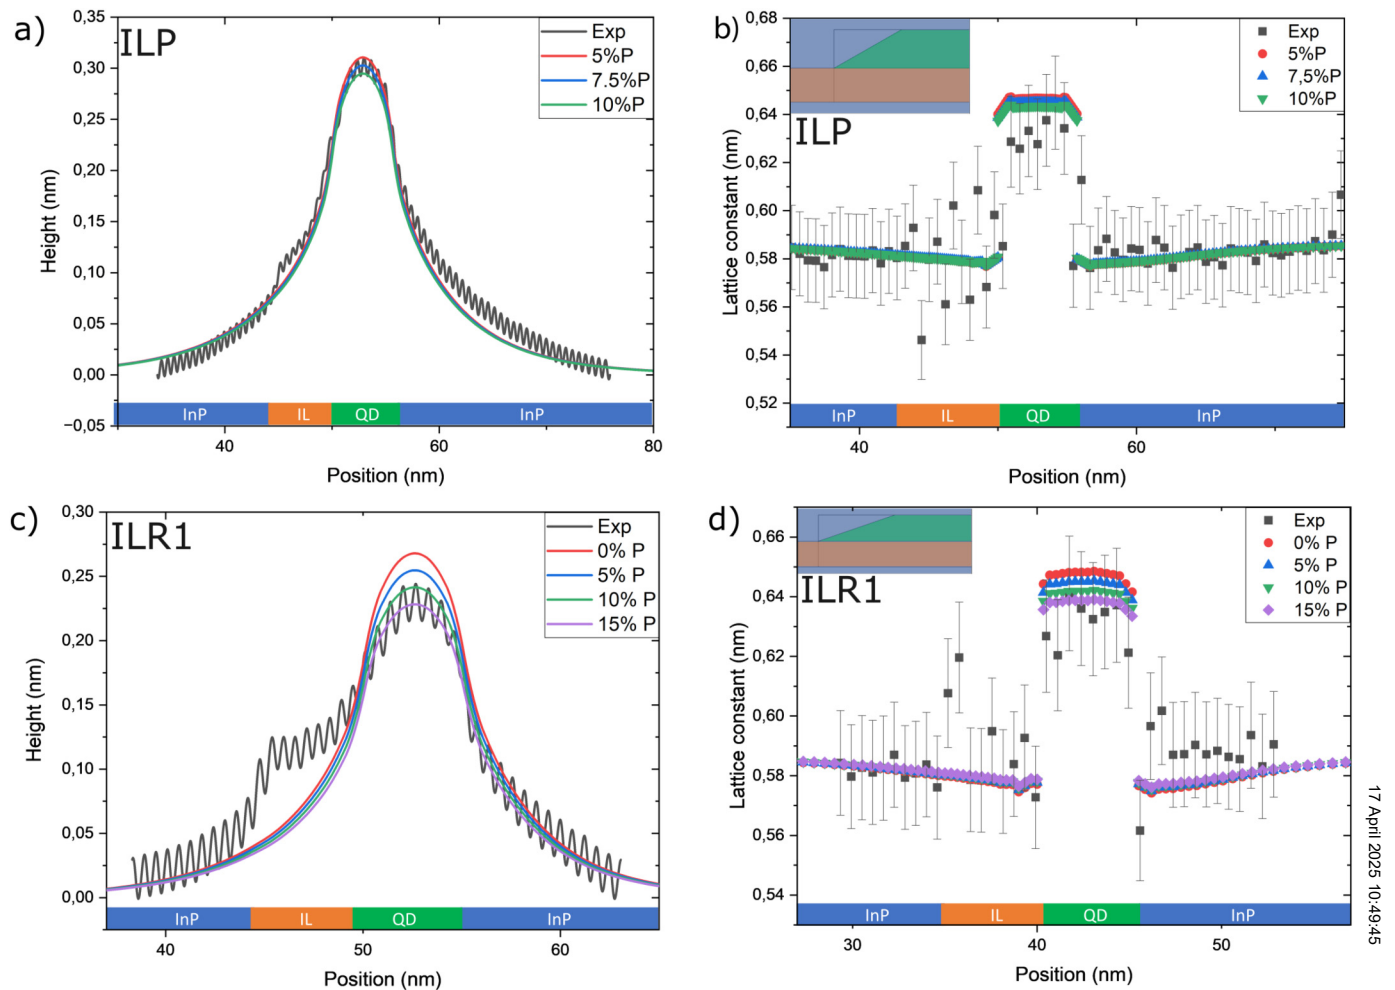 a)
ILP
0,35
0,30
0,25
0,20
0,15
0,10
0,05
0,00
−0,05
Height (nm)
Exp
5%P
7.5%P
10%P
InP
IL
QD
InP
40
60
80
Position (nm)
b)
ILP
0,68
0,66
0,64
0,62
0,60
0,58
0,56
0,54
0,52
Lattice constant (nm)
Exp
5%P
7,5%P
10%P
InP
IL
QD
InP
40
60
Position (nm)
c)
ILR1
0,30
0,25
0,20
0,15
0,10
0,05
0,00
Height (nm)
Exp
0% P
5% P
10% P
15% P
InP
IL
QD
InP
40
50
60
Position (nm)
d)
ILR1
0,66
0,64
0,62
0,60
0,58
0,56
0,54
Lattice constant (nm)
Exp
0% P
5% P
10% P
15% P
InP
IL
QD
InP
30
40
50
Position (nm)
17 April 2025 10:49:45